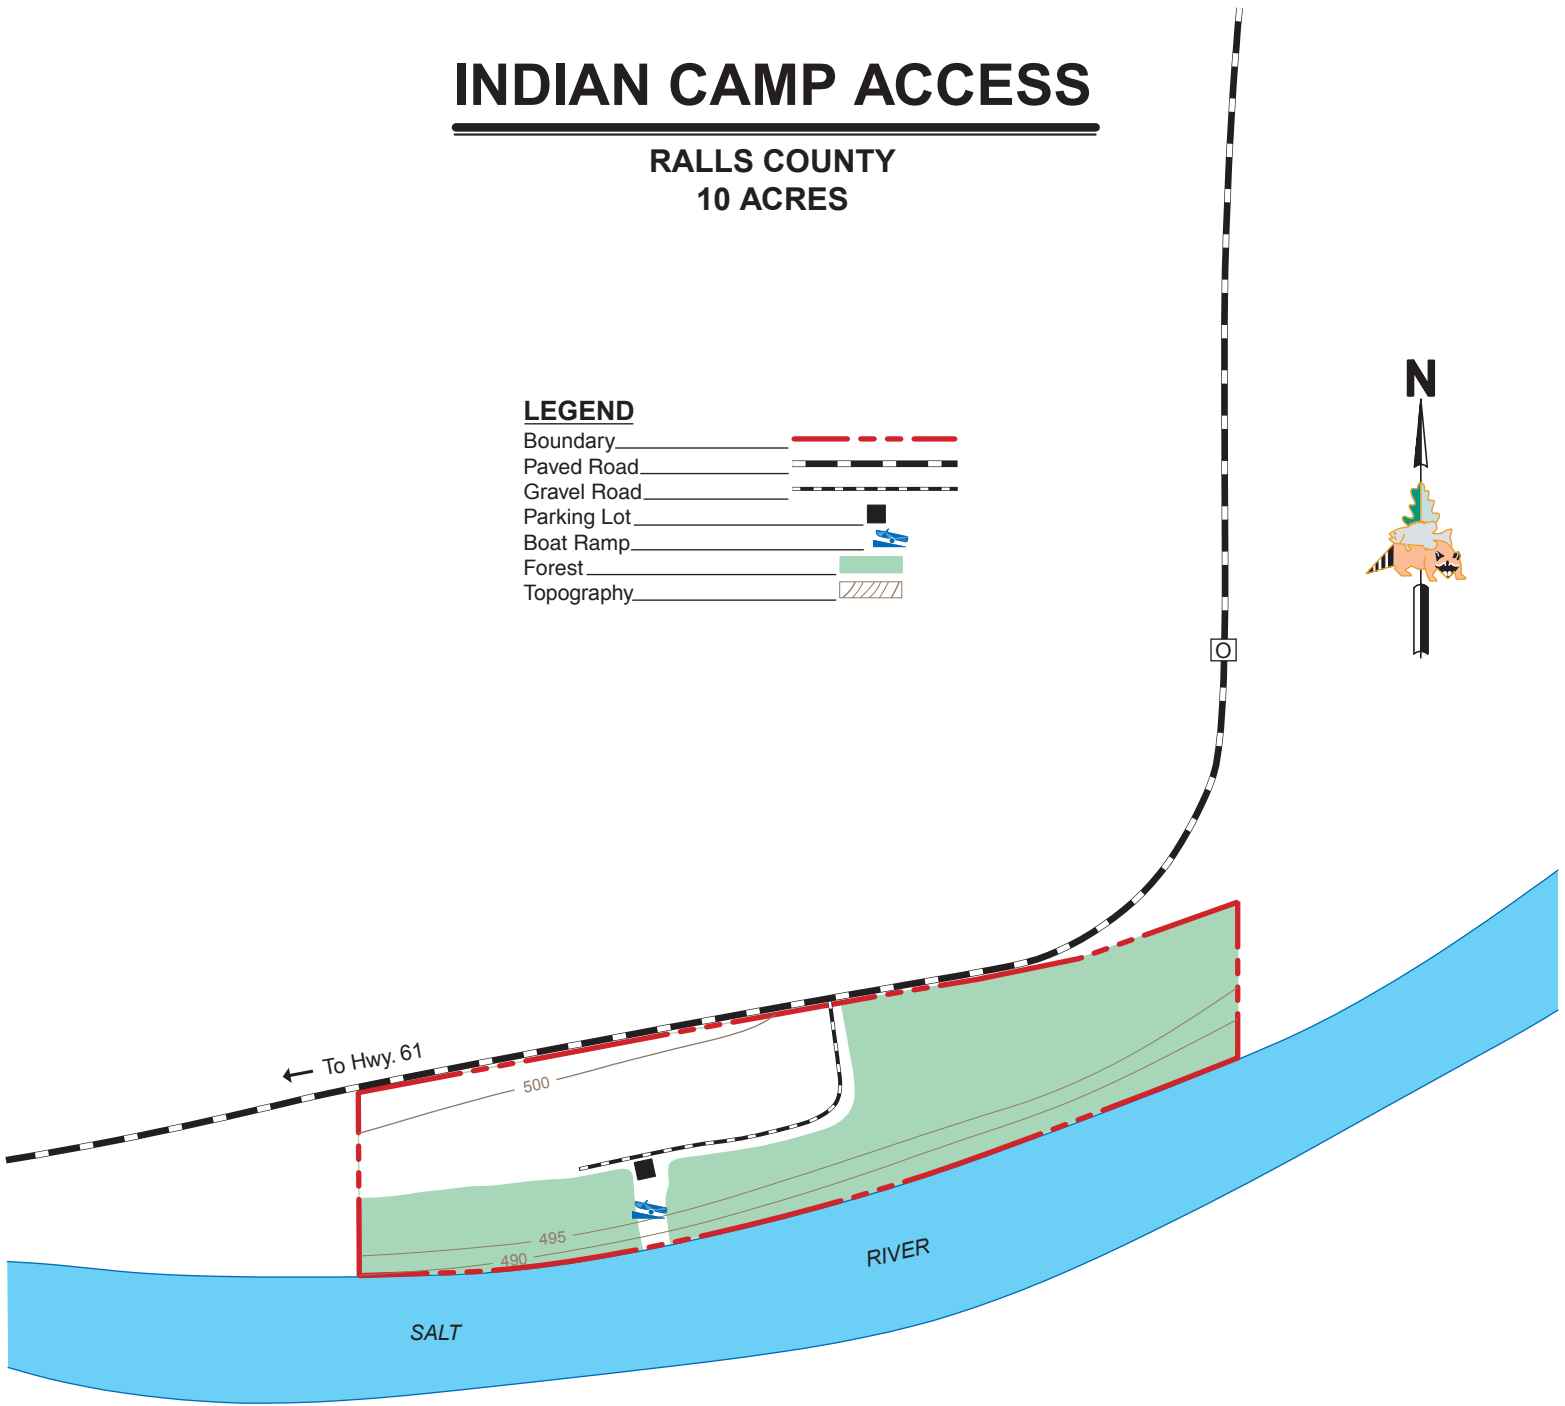 INDIAN CAMP ACCESS
RALLS COUNTY
10 ACRES
N
LEGEND
Boundary
Paved Road
Gravel Road
Parking Lot
Boat Ramp
Forest
Topography
O
To Hwy. 61
500
495
490
RIVER
SALT